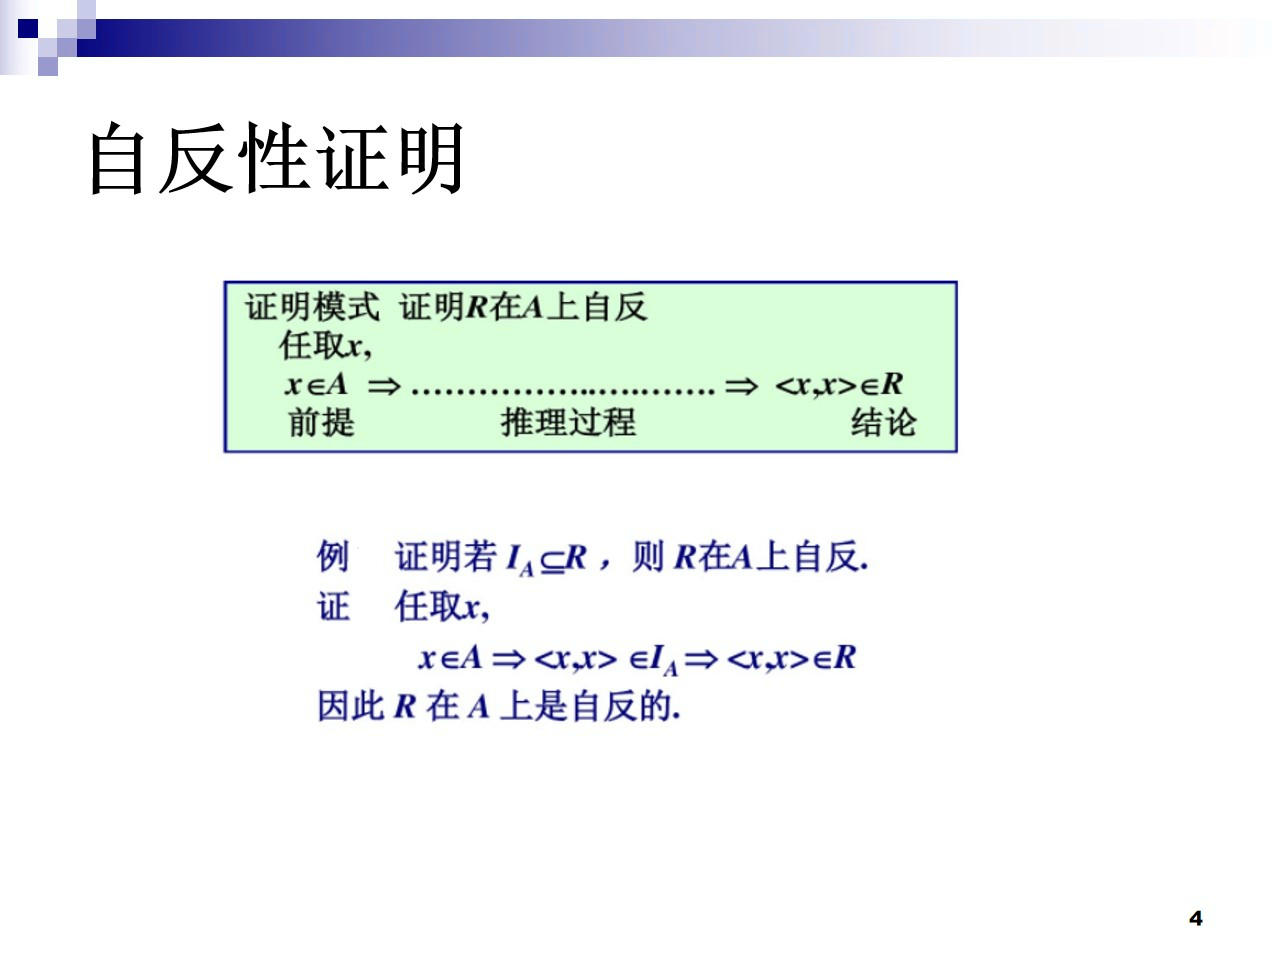 自反性证明
证明模式 证明R在A上自反
任取x,
x∈A ⇒ ……………………………. ⇒ <x,x>∈R
前提 推理过程 结论
例 证明若 I_A⊆R ，则 R在A上自反.
证 任取x,
x∈A ⇒ <x,x> ∈I_A ⇒ <x,x>∈R
因此 R 在 A 上是自反的.
4